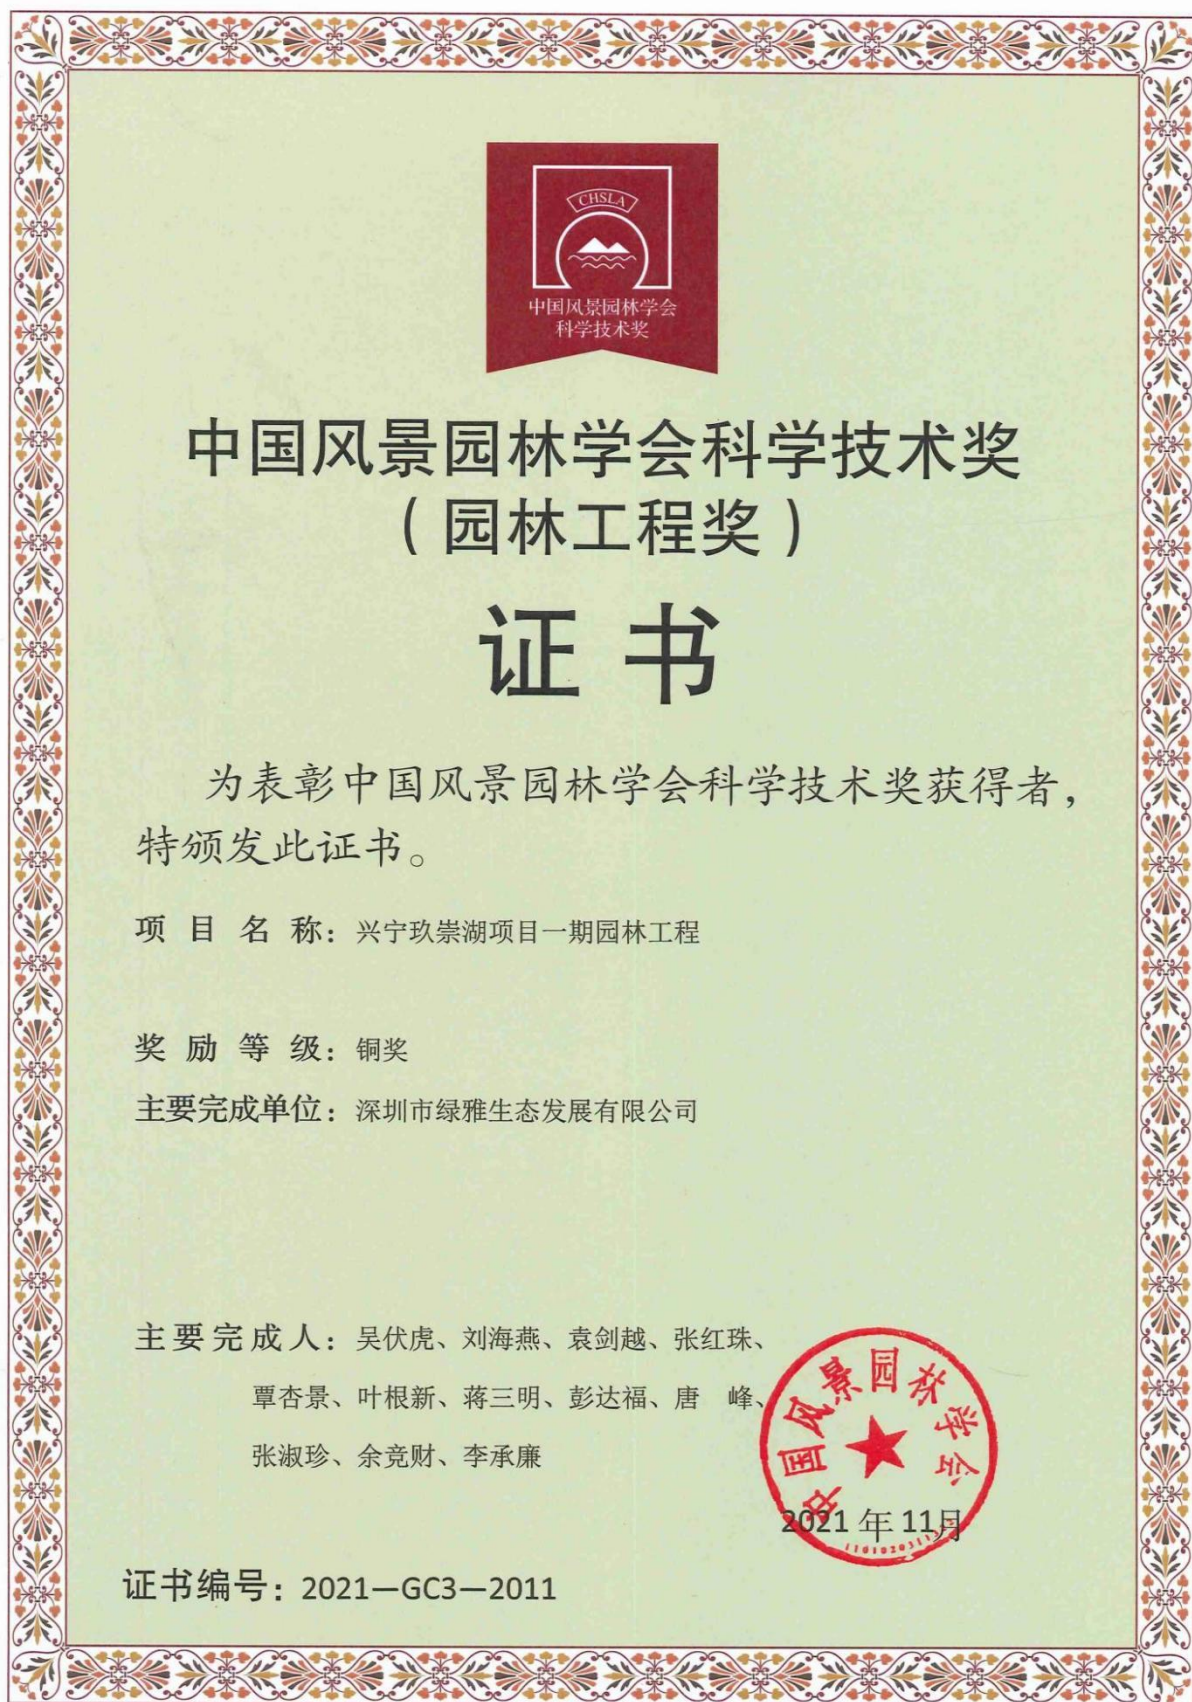 CHSLA
中国风景园林学会
科学技术奖
中国风景园林学会科学技术奖
（园林工程奖）
证书
为表彰中国风景园林学会科学技术奖获得者，
特颁发此证书。
项目名称：兴宁玖崇湖项目一期园林工程
奖励等级：铜奖
主要完成单位：深圳市绿雅生态发展有限公司
主要完成人：吴伏虎、刘海燕、袁剑越、张红珠、
覃杏景、叶根新、蒋三明、彭达福、唐　峰、
张淑珍、余竞财、李承廉
中国风景园林学会
2021年11月
证书编号：2021—GC3—2011